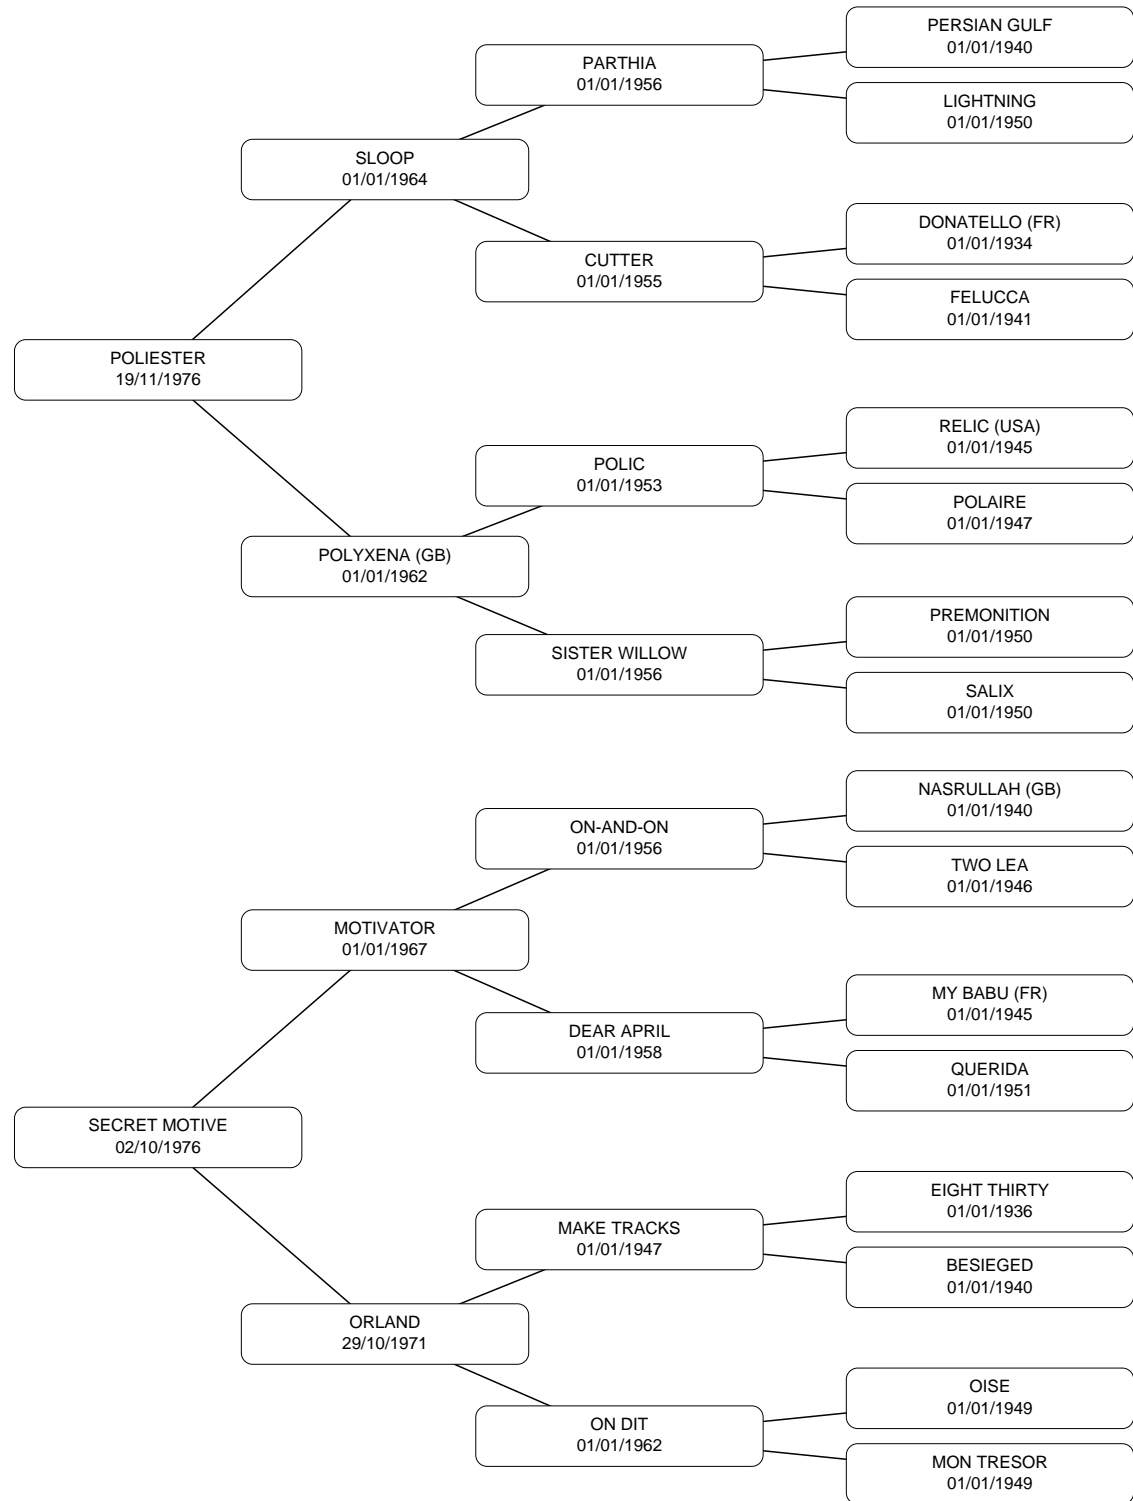 PERSIAN GULF
01/01/1940
PARTHIA
01/01/1956
LIGHTNING
01/01/1950
SLOOP
01/01/1964
DONATELLO (FR)
01/01/1934
CUTTER
01/01/1955
FELUCCA
01/01/1941
POLIESTER
19/11/1976
RELIC (USA)
01/01/1945
POLIC
01/01/1953
POLAIRE
01/01/1947
POLYXENA (GB)
01/01/1962
PREMONITION
01/01/1950
SISTER WILLOW
01/01/1956
SALIX
01/01/1950
NASRULLAH (GB)
01/01/1940
ON-AND-ON
01/01/1956
TWO LEA
01/01/1946
MOTIVATOR
01/01/1967
MY BABU (FR)
01/01/1945
DEAR APRIL
01/01/1958
QUERIDA
01/01/1951
SECRET MOTIVE
02/10/1976
EIGHT THIRTY
01/01/1936
MAKE TRACKS
01/01/1947
BESIEGED
01/01/1940
ORLAND
29/10/1971
OISE
01/01/1949
ON DIT
01/01/1962
MON TRESOR
01/01/1949